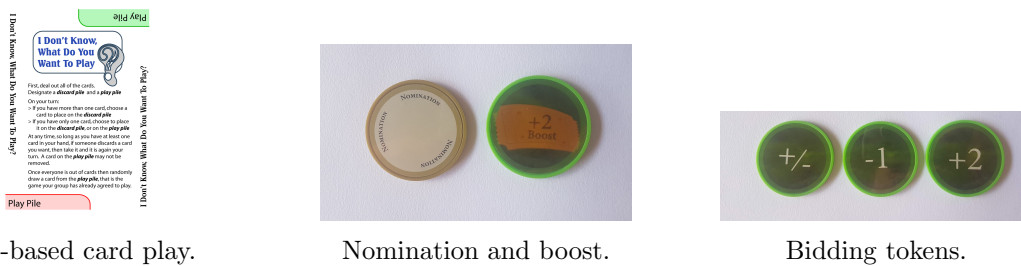 Play Pile
I Don't Know, What Do You Want To Play?
I Don't Know,
What Do You
Want To Play
First, deal out all of the cards.
Designate a discard pile and a play pile
On your turn:
> If you have more than one card, choose a
card to place on the discard pile
> If you have only one card, choose to place
it on the discard pile, or on the play pile
At any time, so long as you have at least one
card in your hand, if someone discards a card
you want, then take it and it is again your
turn. A card on the play pile may not be
removed.
Once everyone is out of cards then randomly
draw a card from the play pile, that is the
game your group has already agreed to play.
I Don't Know, What Do You Want To Play?
Play Pile
NOMINATION
NOMINATION
NOMINATION
+2
Boost
+/-
-1
+2
-based card play.
Nomination and boost.
Bidding tokens.